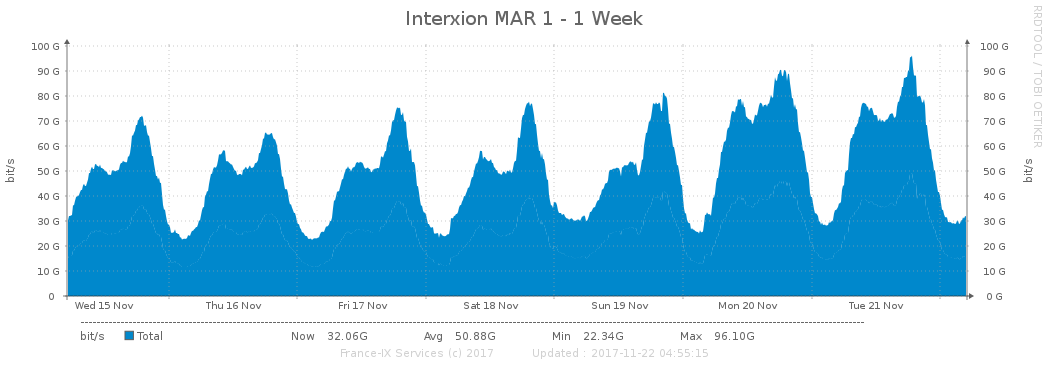 Interxion MAR 1 - 1 Week
RRDTOOL / TOBI OETIKER
bit/s
bit/s
100 G 100 G
90 G 90 G
80 G 80 G
70 G 70 G
60 G 60 G
50 G 50 G
40 G 40 G
30 G 30 G
20 G 20 G
10 G 10 G
0 0 G
Wed 15 Nov Thu 16 Nov Fri 17 Nov Sat 18 Nov Sun 19 Nov Mon 20 Nov Tue 21 Nov
bit/s Total Now 32.06G Avg 50.88G Min 22.34G Max 96.10G
France-IX Services (c) 2017 Updated : 2017-11-22 04:55:15